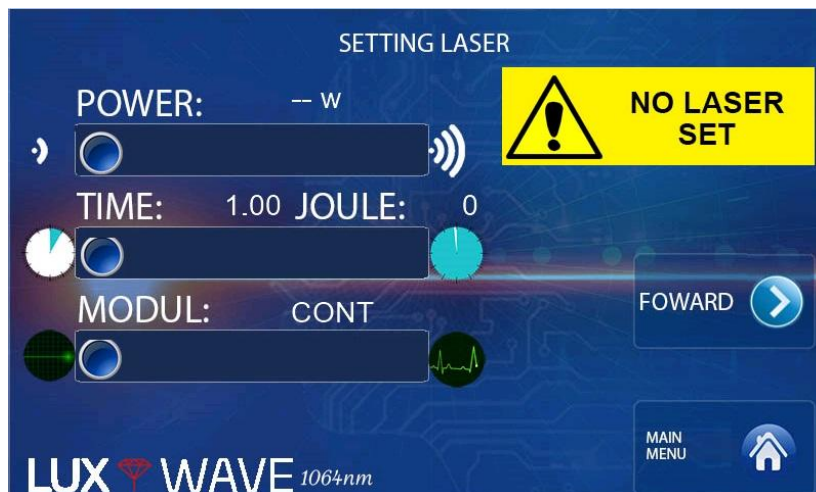 SETTING LASER
POWER: -- W
NO LASER
SET
TIME: 1.00 JOULE: 0
MODUL: CONT
FOWARD
MAIN
MENU
LUX WAVE 1064nm